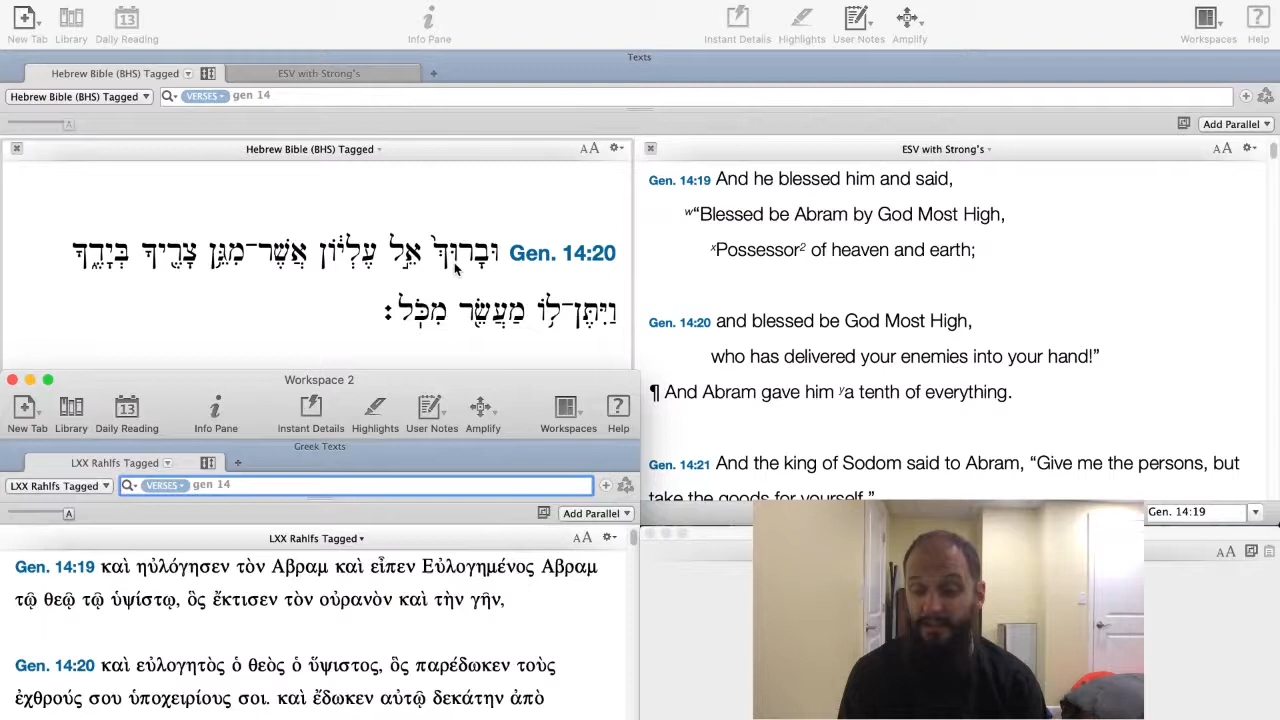 New Tab
Library
Daily Reading
Info Pane
Instant Details
Highlights
User Notes
Amplify
Workspaces
Help
Texts
Hebrew Bible (BHS) Tagged
ESV with Strong's
Hebrew Bible (BHS) Tagged
VERSES
gen 14
Add Parallel
Hebrew Bible (BHS) Tagged
Gen. 14:20 וּבָרוּךְ֙ אֵ֣ל עֶלְי֔וֹן אֲשֶׁר־מִגֵּ֥ן צָרֶ֖יךָ בְּיָדֶ֑ךָ
וַיִּתֶּן־ל֥וֹ מַעֲשֵׂ֖ר מִכֹּֽל׃
ESV with Strong's
Gen. 14:19 And he blessed him and said,
w“Blessed be Abram by God Most High,
xPossessor2 of heaven and earth;
Gen. 14:20 and blessed be God Most High,
who has delivered your enemies into your hand!”
¶ And Abram gave him ya tenth of everything.
Gen. 14:21 And the king of Sodom said to Abram, “Give me the persons, but
take the goods for yourself.”
Gen. 14:19
Workspace 2
New Tab
Library
Daily Reading
Info Pane
Instant Details
Highlights
User Notes
Amplify
Workspaces
Help
Greek Texts
LXX Rahlfs Tagged
LXX Rahlfs Tagged
VERSES
gen 14
Add Parallel
LXX Rahlfs Tagged
Gen. 14:19 καὶ ηὐλόγησεν τὸν Αβραμ καὶ εἶπεν Εὐλογημένος Αβραμ
τῷ θεῷ τῷ ὑψίστῳ, ὃς ἔκτισεν τὸν οὐρανὸν καὶ τὴν γῆν,
Gen. 14:20 καὶ εὐλογητὸς ὁ θεὸς ὁ ὕψιστος, ὃς παρέδωκεν τοὺς
ἐχθρούς σου ὑποχειρίους σοι. καὶ ἔδωκεν αὐτῷ δεκάτην ἀπὸ